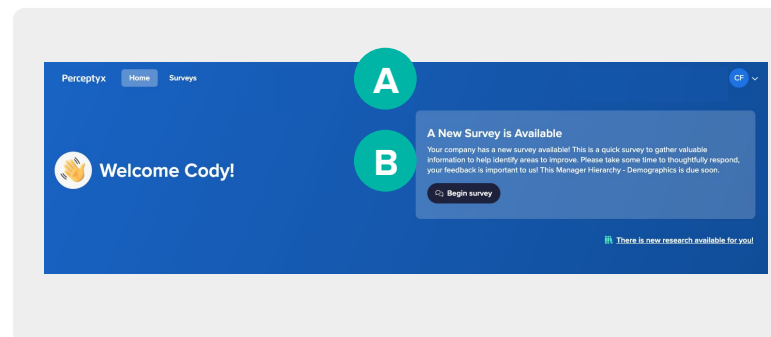 A
Perceptyx Home Surveys CF
B
A New Survey is Available
Your company has a new survey available! This is a quick survey to gather valuable
information to help identify areas to improve. Please take some time to thoughtfully respond,
your feedback is important to us! This Manager Hierarchy - Demographics is due soon.
Welcome Cody!
Begin survey
There is new research available for you!